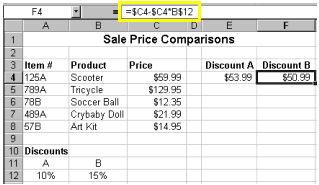 F4 = =$C4-$C4*B$12
A B C D E F
1 Sale Price Comparisons
2
3 Item # Product Price Discount A Discount B
4 125A Scooter $59.99 $53.99 $50.99
5 789A Tricycle $129.95
6 78B Soccer Ball $12.35
7 489A Crybaby Doll $21.99
8 57B Art Kit $14.95
9
10 Discounts
11 A B
12 10% 15%